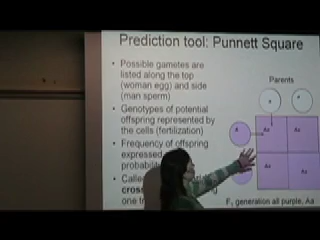 Prediction tool: Punnett Square
• Possible gametes are
listed along the top
(woman egg) and side
(man sperm)
• Genotypes of potential
offspring represented by
the cells (fertilization)
• Frequency of offspring
expressed
probabil
• Calle
cross
one tr
Parents
A
Aa
Aa
Aa
Aa
F₁ generation all purple, Aa